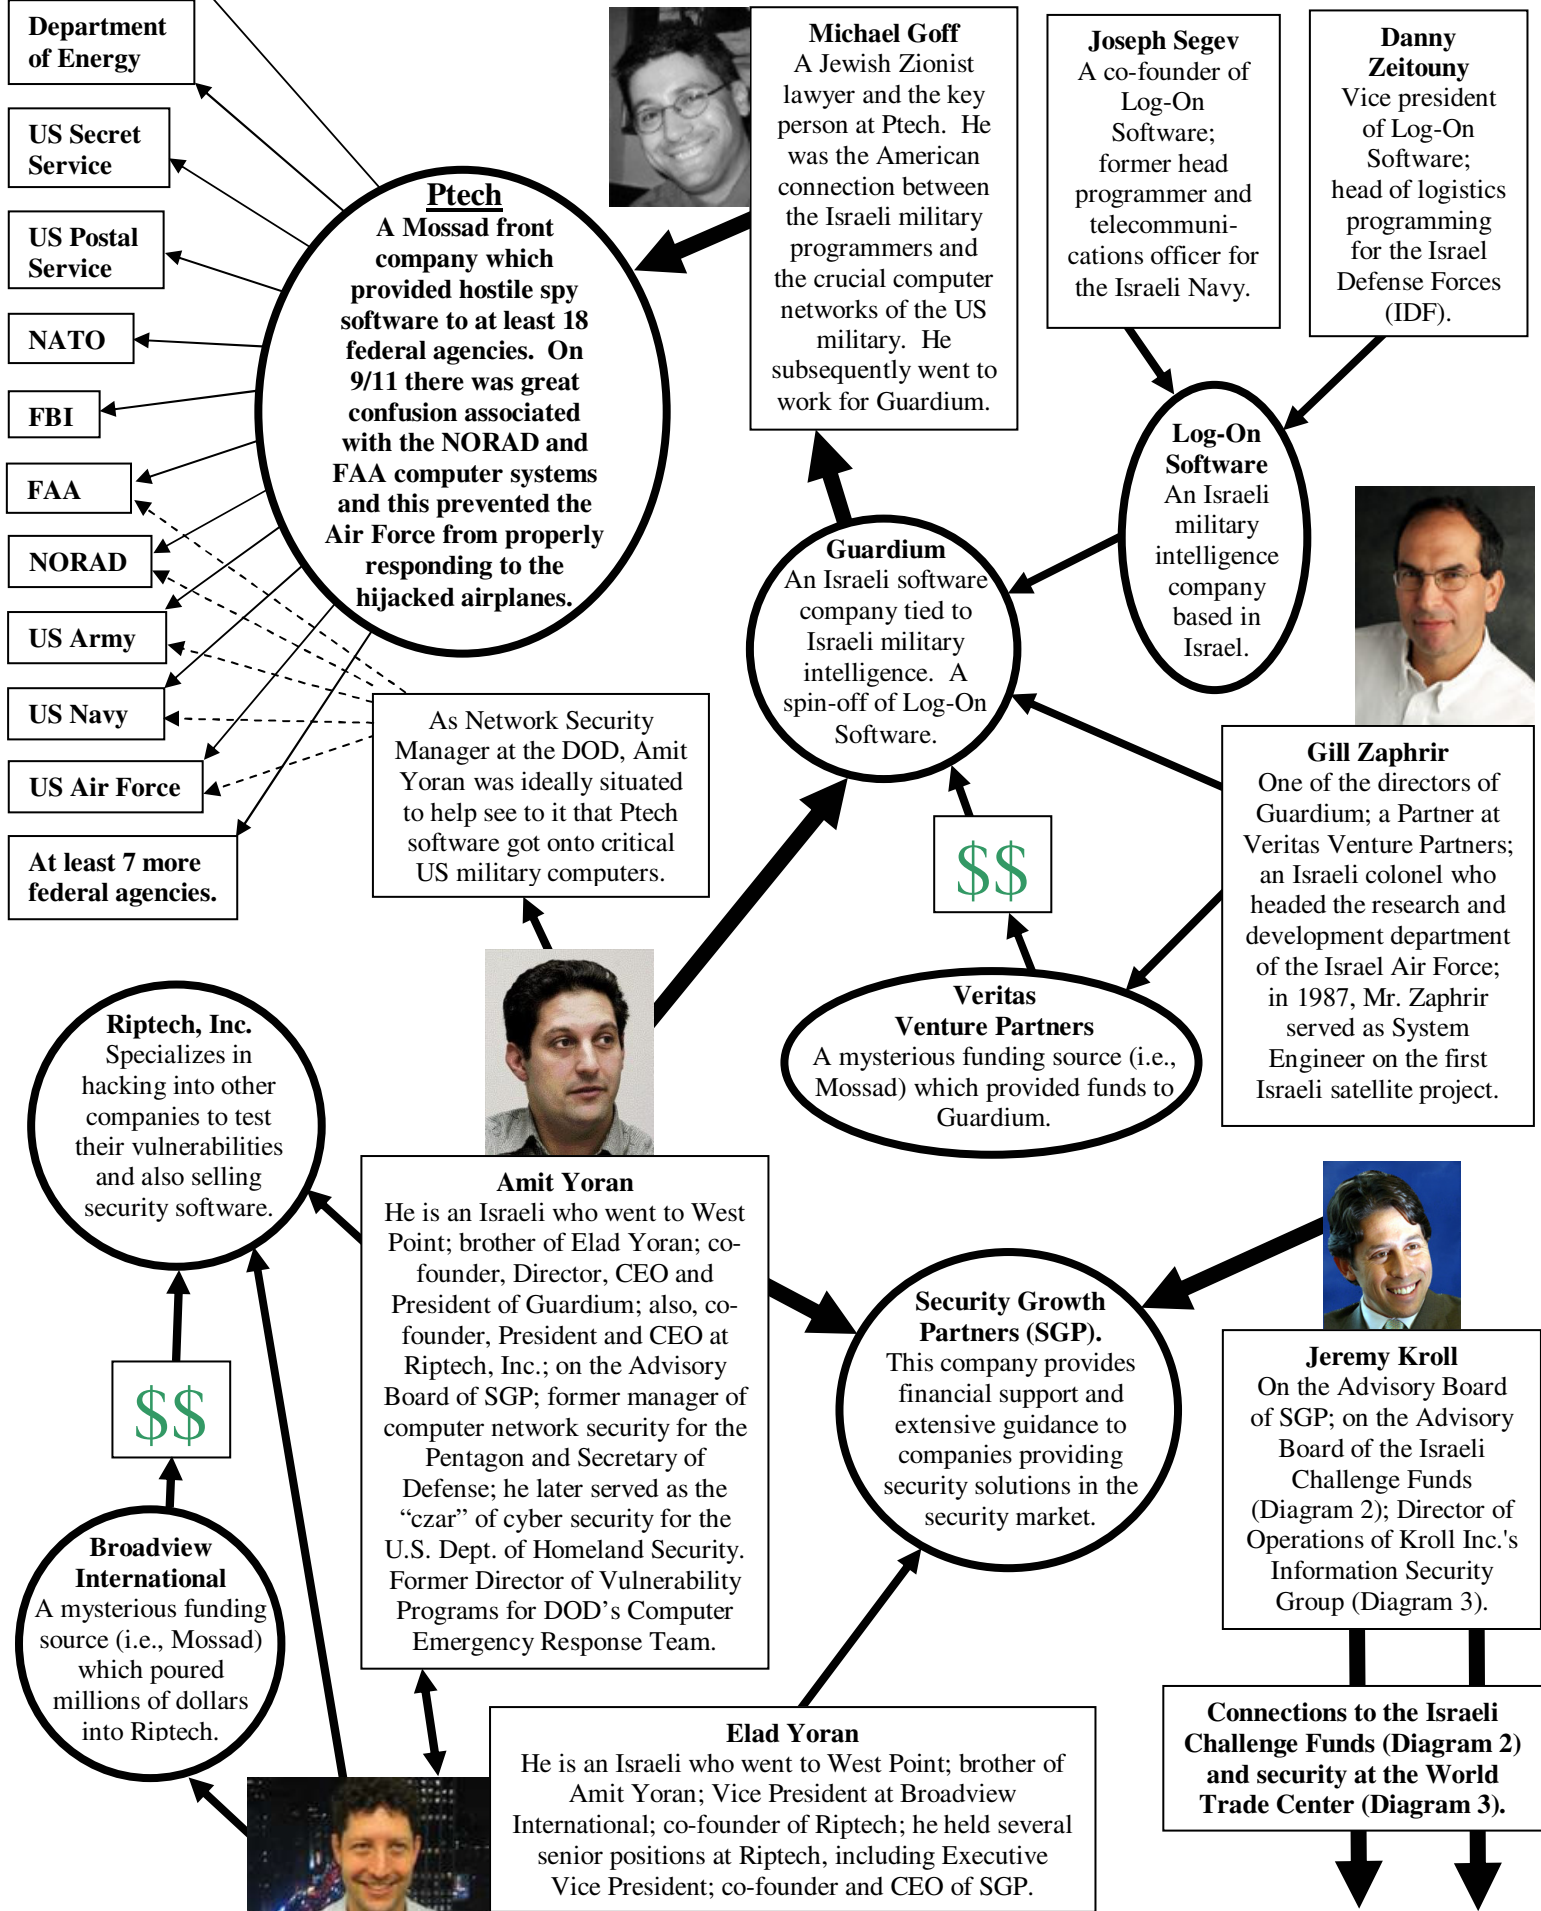 Department
of Energy
US Secret
Service
US Postal
Service
NATO
FBI
FAA
NORAD
US Army
US Navy
US Air Force
At least 7 more
federal agencies.
Ptech
A Mossad front
company which
provided hostile spy
software to at least 18
federal agencies.  On
9/11 there was great
confusion associated
with the NORAD and
FAA computer systems
and this prevented the
Air Force from properly
responding to the
hijacked airplanes.
Michael Goff
A Jewish Zionist
lawyer and the key
person at Ptech.  He
was the American
connection between
the Israeli military
programmers and
the crucial computer
networks of the US
military.  He
subsequently went to
work for Guardium.
Joseph Segev
A co-founder of
Log-On
Software;
former head
programmer and
telecommuni-
cations officer for
the Israeli Navy.
Danny
Zeitouny
Vice president
of Log-On
Software;
head of logistics
programming
for the Israel
Defense Forces
(IDF).
Log-On
Software
An Israeli
military
intelligence
company
based in
Israel.
Guardium
An Israeli software
company tied to
Israeli military
intelligence.  A
spin-off of Log-On
Software.
As Network Security
Manager at the DOD, Amit
Yoran was ideally situated
to help see to it that Ptech
software got onto critical
US military computers.
$$
Gill Zaphrir
One of the directors of
Guardium; a Partner at
Veritas Venture Partners;
an Israeli colonel who
headed the research and
development department
of the Israel Air Force;
in 1987, Mr. Zaphrir
served as System
Engineer on the first
Israeli satellite project.
Veritas
Venture Partners
A mysterious funding source (i.e.,
Mossad) which provided funds to
Guardium.
Riptech, Inc.
Specializes in
hacking into other
companies to test
their vulnerabilities
and also selling
security software.
$$
Broadview
International
A mysterious funding
source (i.e., Mossad)
which poured
millions of dollars
into Riptech.
Amit Yoran
He is an Israeli who went to West
Point; brother of Elad Yoran; co-
founder, Director, CEO and
President of Guardium; also, co-
founder, President and CEO at
Riptech, Inc.; on the Advisory
Board of SGP; former manager of
computer network security for the
Pentagon and Secretary of
Defense; he later served as the
“czar” of cyber security for the
U.S. Dept. of Homeland Security.
Former Director of Vulnerability
Programs for DOD’s Computer
Emergency Response Team.
Security Growth
Partners (SGP).
This company provides
financial support and
extensive guidance to
companies providing
security solutions in the
security market.
Jeremy Kroll
On the Advisory Board
of SGP; on the Advisory
Board of the Israeli
Challenge Funds
(Diagram 2); Director of
Operations of Kroll Inc.'s
Information Security
Group (Diagram 3).
Elad Yoran
He is an Israeli who went to West Point; brother of
Amit Yoran; Vice President at Broadview
International; co-founder of Riptech; he held several
senior positions at Riptech, including Executive
Vice President; co-founder and CEO of SGP.
Connections to the Israeli
Challenge Funds (Diagram 2)
and security at the World
Trade Center (Diagram 3).